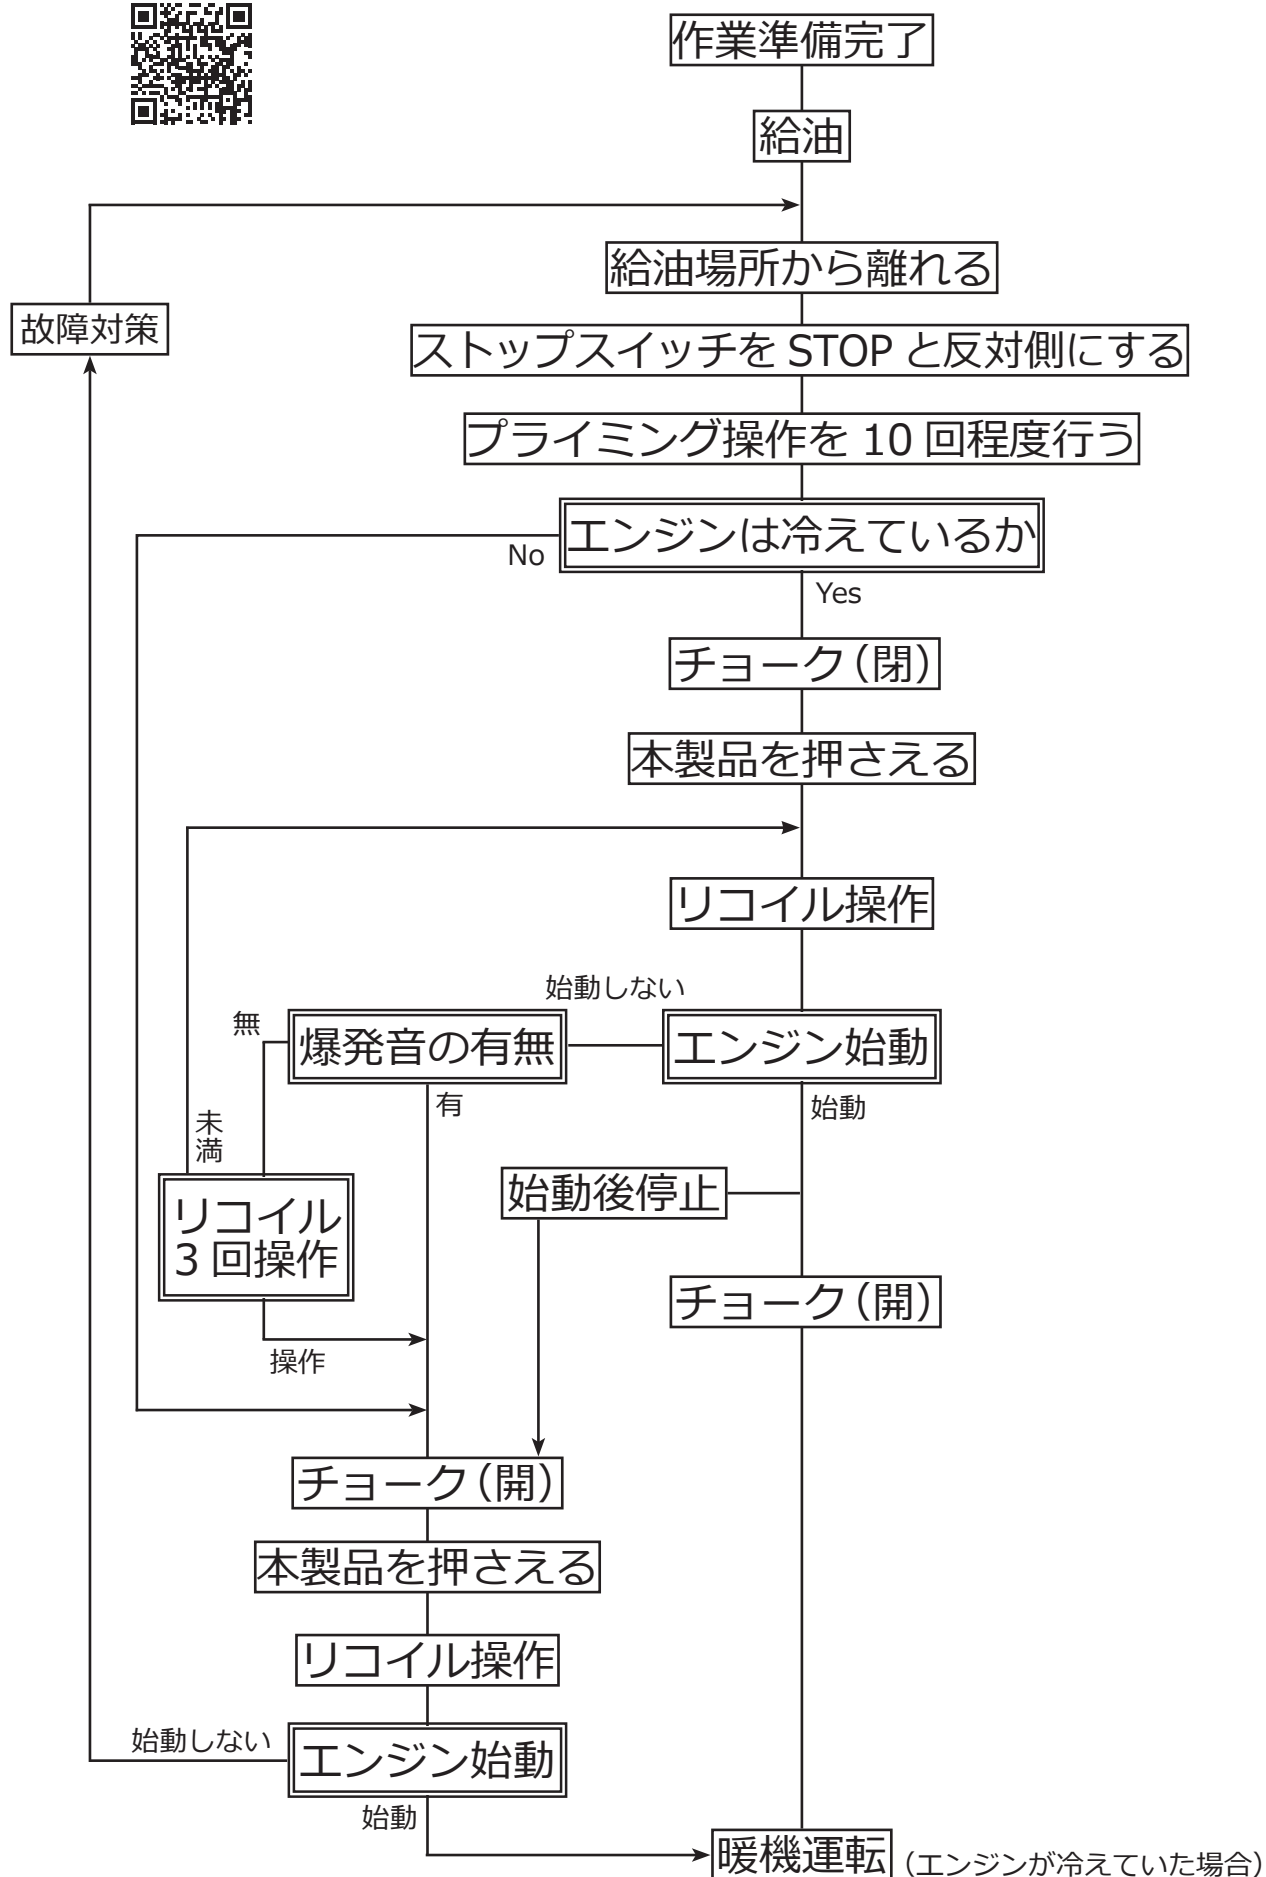 作業準備完了
給油
給油場所から離れる
故障対策
ストップスイッチを STOP と反対側にする
プライミング操作を 10 回程度行う
エンジンは冷えているか
No
Yes
チョーク（閉）
本製品を押さえる
リコイル操作
始動しない
無
爆発音の有無
エンジン始動
有
始動
未満
始動後停止
リコイル
3 回操作
チョーク（開）
操作
チョーク（開）
本製品を押さえる
リコイル操作
始動しない
エンジン始動
始動
暖機運転（エンジンが冷えていた場合）